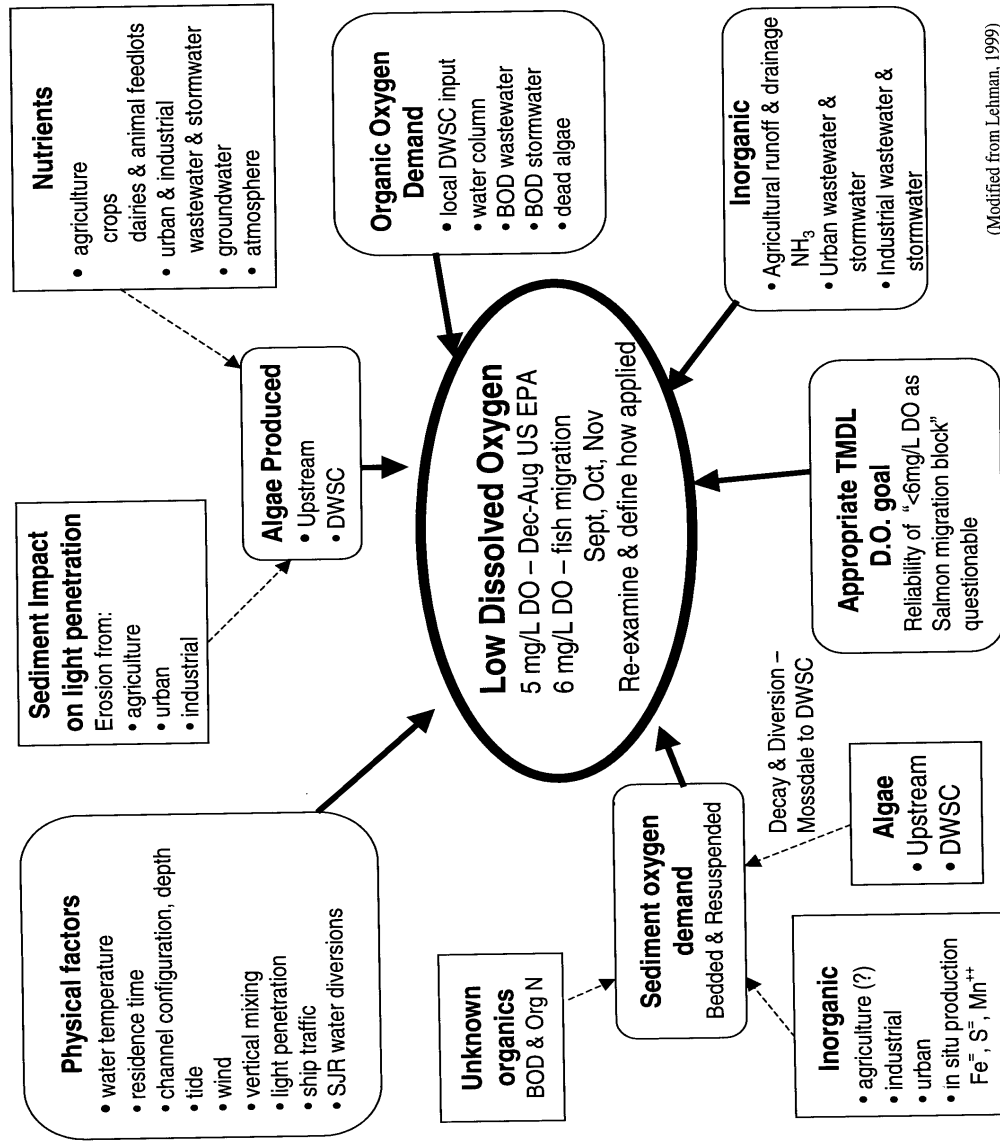 Physical factors
• water temperature
• residence time
• channel configuration, depth
• tide
• wind
• vertical mixing
• light penetration
• ship traffic
• SJR water diversions
Sediment Impact
on light penetration
Erosion from:
• agriculture
• urban
• industrial
Nutrients
• agriculture
crops
dairies & animal feedlots
• urban & industrial
wastewater & stormwater
• groundwater
• atmosphere
Algae Produced
• Upstream
• DWSC
Organic Oxygen
Demand
• local DWSC input
• water column
• BOD wastewater
• BOD stormwater
• dead algae
Low Dissolved Oxygen
5 mg/L DO – Dec-Aug US EPA
6 mg/L DO – fish migration
Sept, Oct, Nov
Re-examine & define how applied
Unknown
organics
BOD & Org N
Sediment oxygen
demand
Bedded & Resuspended
Decay & Diversion –
Mossdale to DWSC
Inorganic
• agriculture (?)
• industrial
• urban
• in situ production
Fe⁼, S⁼, Mn⁺⁺
Algae
• Upstream
• DWSC
Appropriate TMDL
D.O. goal
Reliability of "<6mg/L DO as
Salmon migration block"
questionable
Inorganic
• Agricultural runoff & drainage
NH₃
• Urban wastewater &
stormwater
• Industrial wastewater &
stormwater
(Modified from Lehman, 1999)